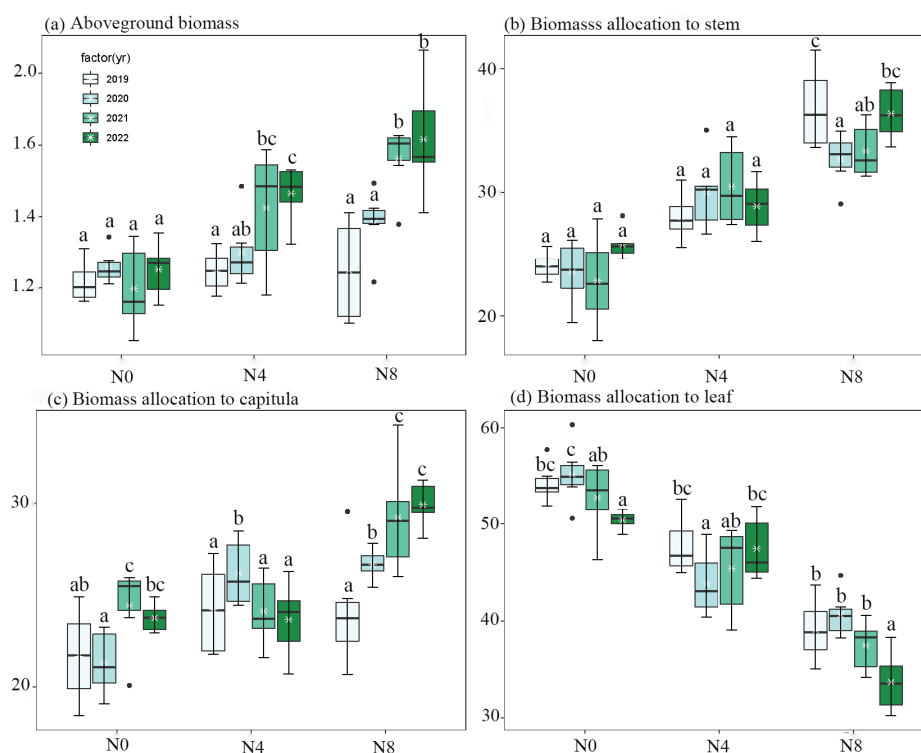 (a) Aboveground biomass
factor(yr)
2019
2020
2021
2022
2.0
1.6
1.4
1.2
a a a a
a ab bc c
a a b b
N0 N4 N8
(b) Biomasss allocation to stem
40
30
20
a a a a
a a a a
c a ab bc
N0 N4 N8
(c) Biomass allocation to capitula
30
20
ab a c bc
a b a a
a b c c
N0 N4 N8
(d) Biomass allocation to leaf
60
50
40
30
bc c ab a
bc a ab bc
b b b a
N0 N4 N8